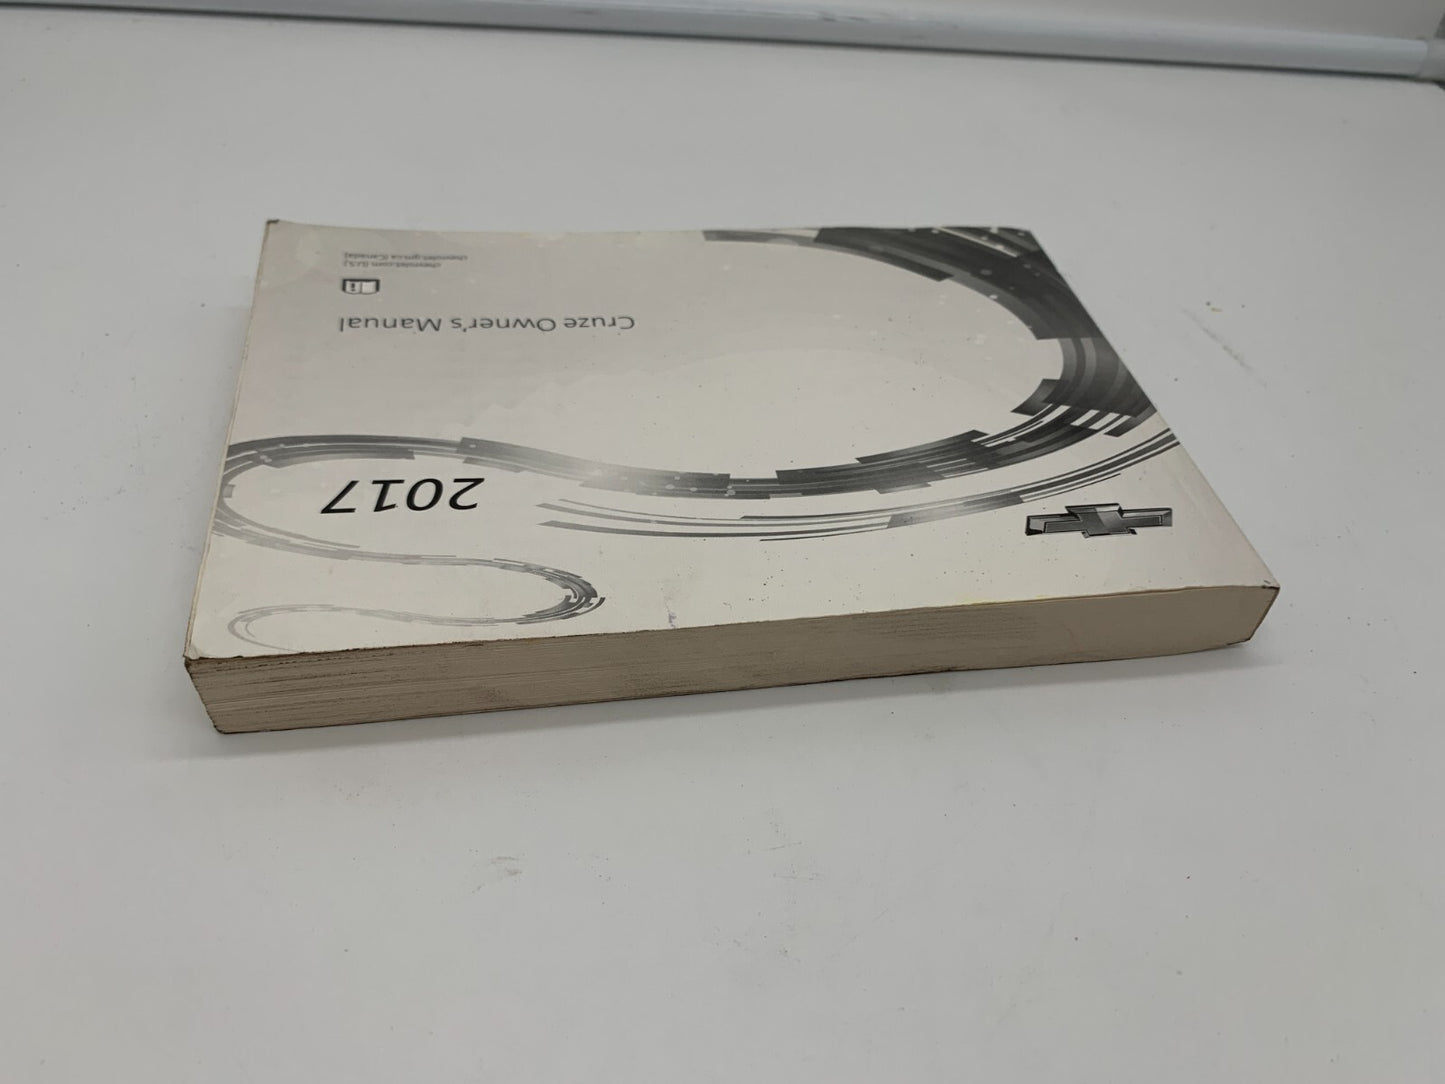 2017
Cruze Owner's Manual
chevrolet.com (U.S.)
chevrolet.gm.ca (Canada)